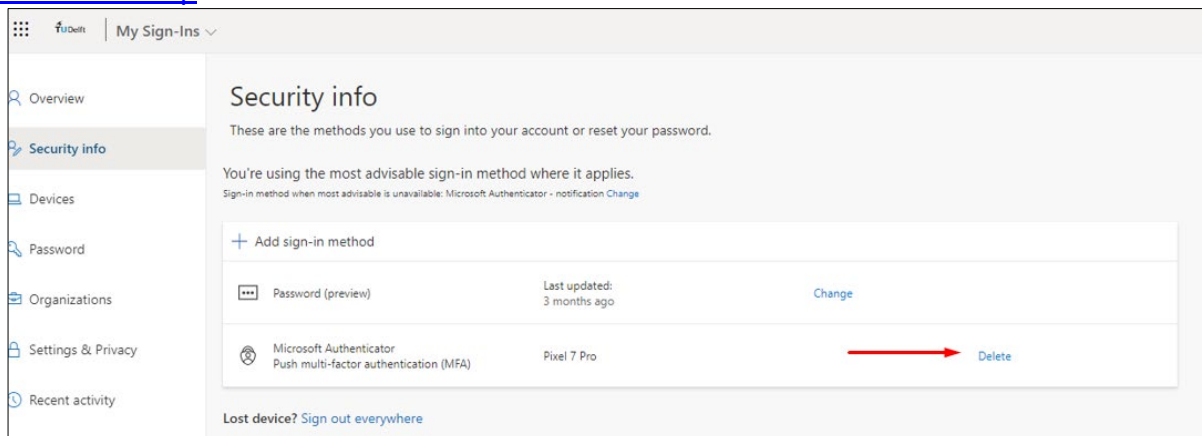 TUDelft
My Sign-Ins
Overview
Security info
Devices
Password
Organizations
Settings & Privacy
Recent activity
Security info
These are the methods you use to sign into your account or reset your password.
You're using the most advisable sign-in method where it applies.
Sign-in method when most advisable is unavailable: Microsoft Authenticator - notification Change
+ Add sign-in method
Password (preview)
Last updated:
3 months ago
Change
Microsoft Authenticator
Push multi-factor authentication (MFA)
Pixel 7 Pro
Delete
Lost device? Sign out everywhere